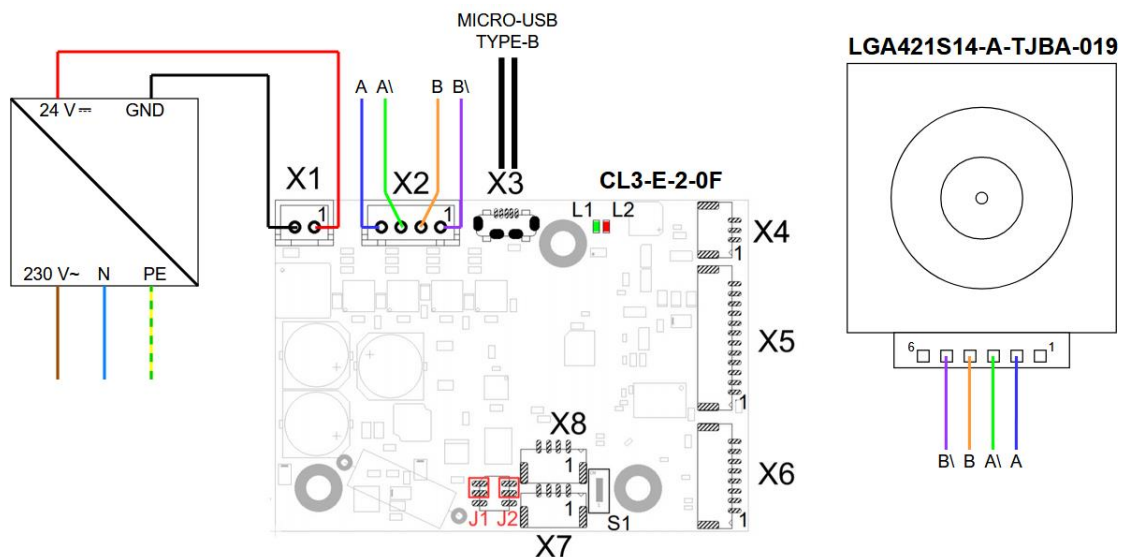 MICRO-USB
TYPE-B
LGA421S14-A-TJBA-019
24 V⎓ GND
A A\ B B\
X1 X2 X3 CL3-E-2-0F
1 1 L1 L2
X4
1
230 V~ N PE
X5
1
6 1
B\ B A\ A
X8
1
X6
1
J1 J2 1 S1
X7